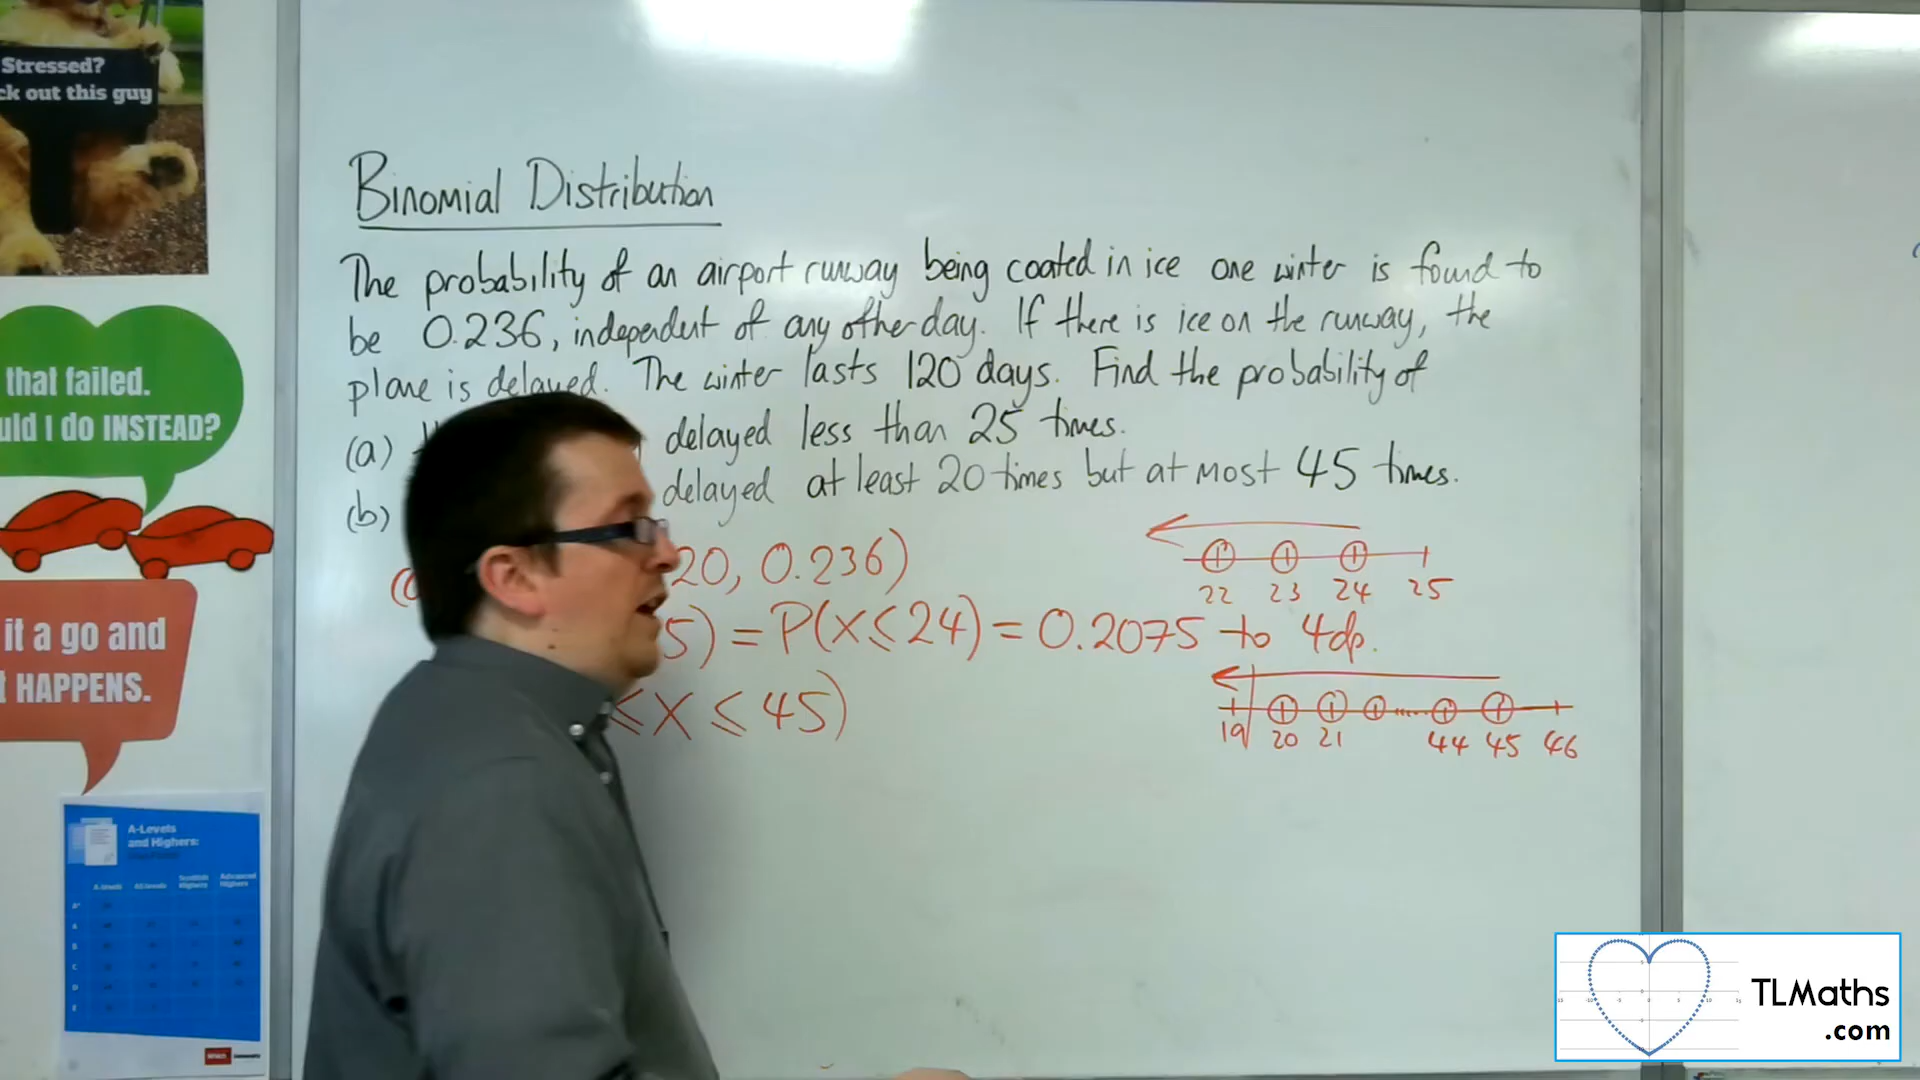 Stressed?
ck out this guy
that failed.
uld I do INSTEAD?
it a go and
HAPPENS.
A-Levels
and Highers:
Binomial Distribution
The probability of an airport runway being coated in ice one winter is found to
be 0.236, independent of any other day. If there is ice on the runway, the
plane is delayed. The winter lasts 120 days. Find the probability of
(a) delayed less than 25 times.
(b) delayed at least 20 times but at most 45 times.
20, 0.236)
22 23 24 25
5) = P(X ≤ 24) = 0.2075 to 4dp.
≤ X ≤ 45)
19 20 21 44 45 46
TLMaths
.com